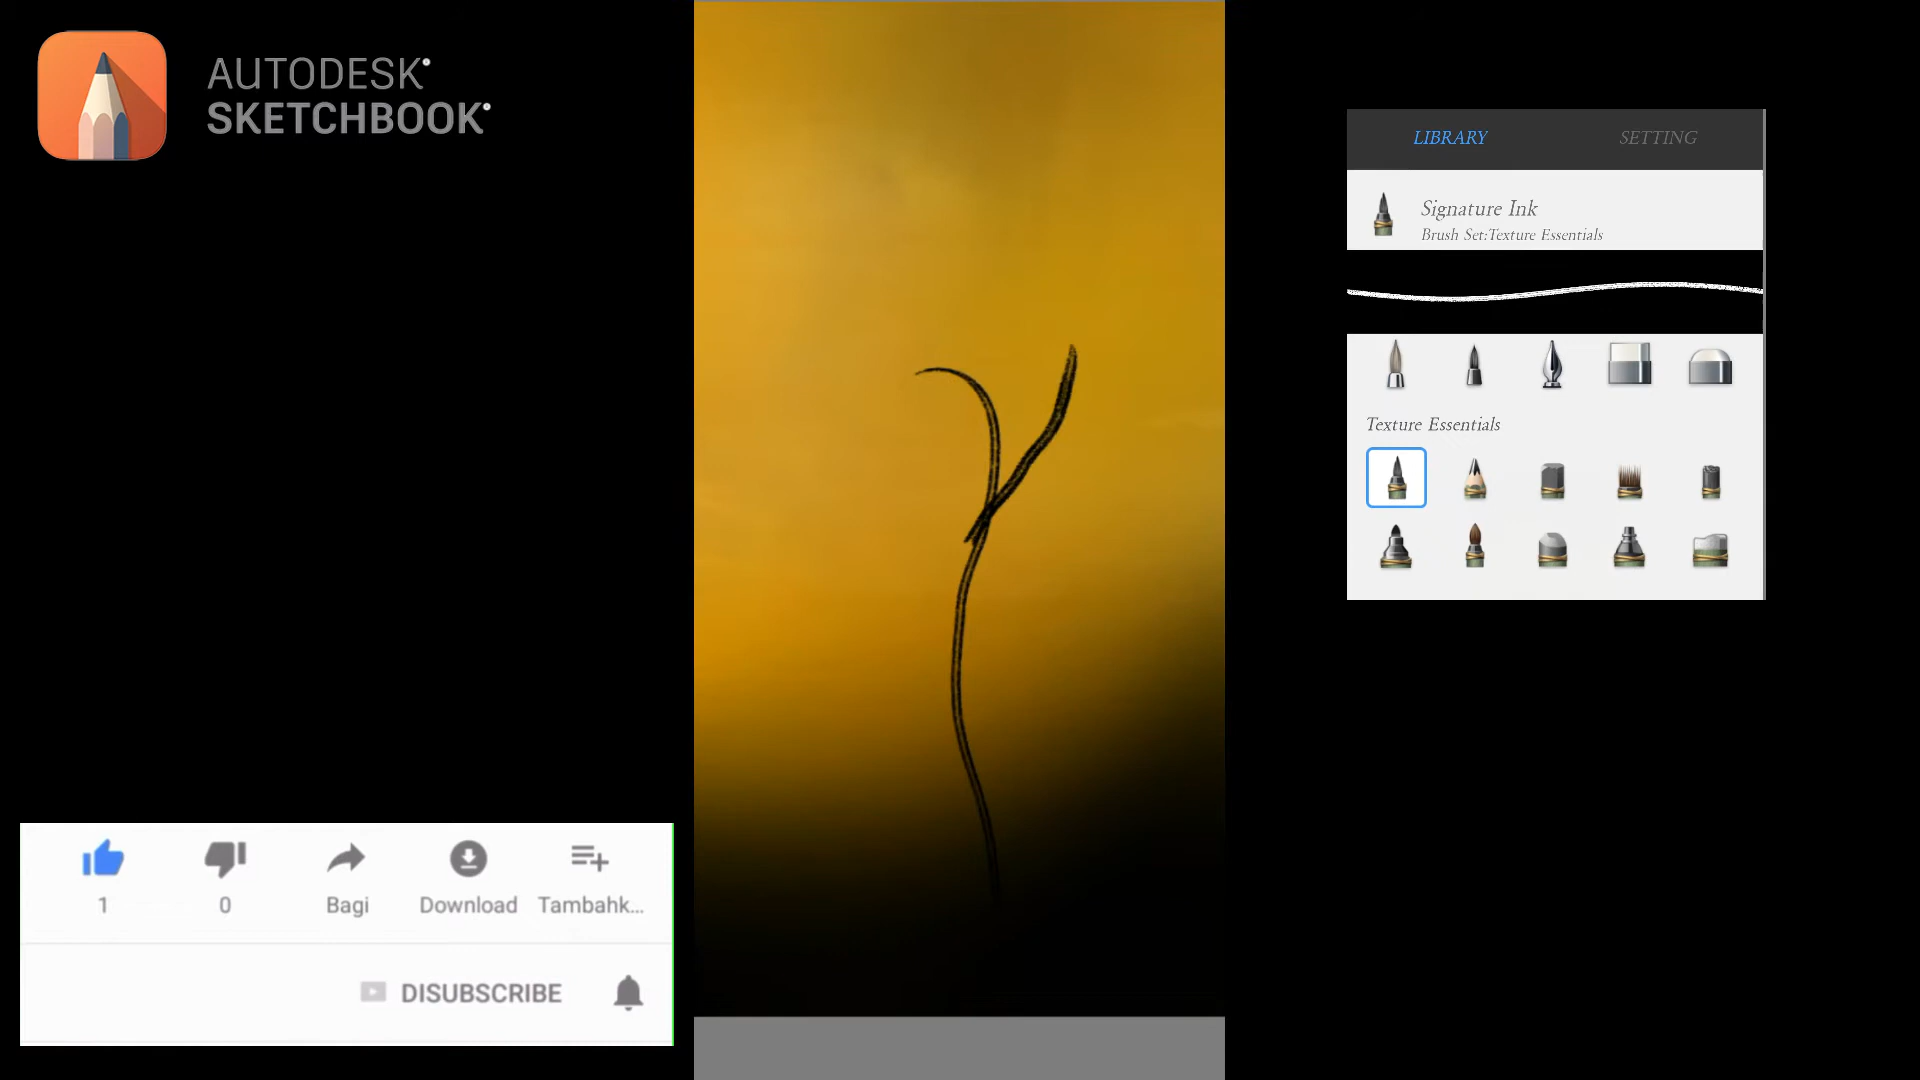 AUTODESK
SKETCHBOOK
LIBRARY SETTING
Signature Ink
Brush Set:Texture Essentials
Texture Essentials
1 0 Bagi Download Tambahk...
DISUBSCRIBE